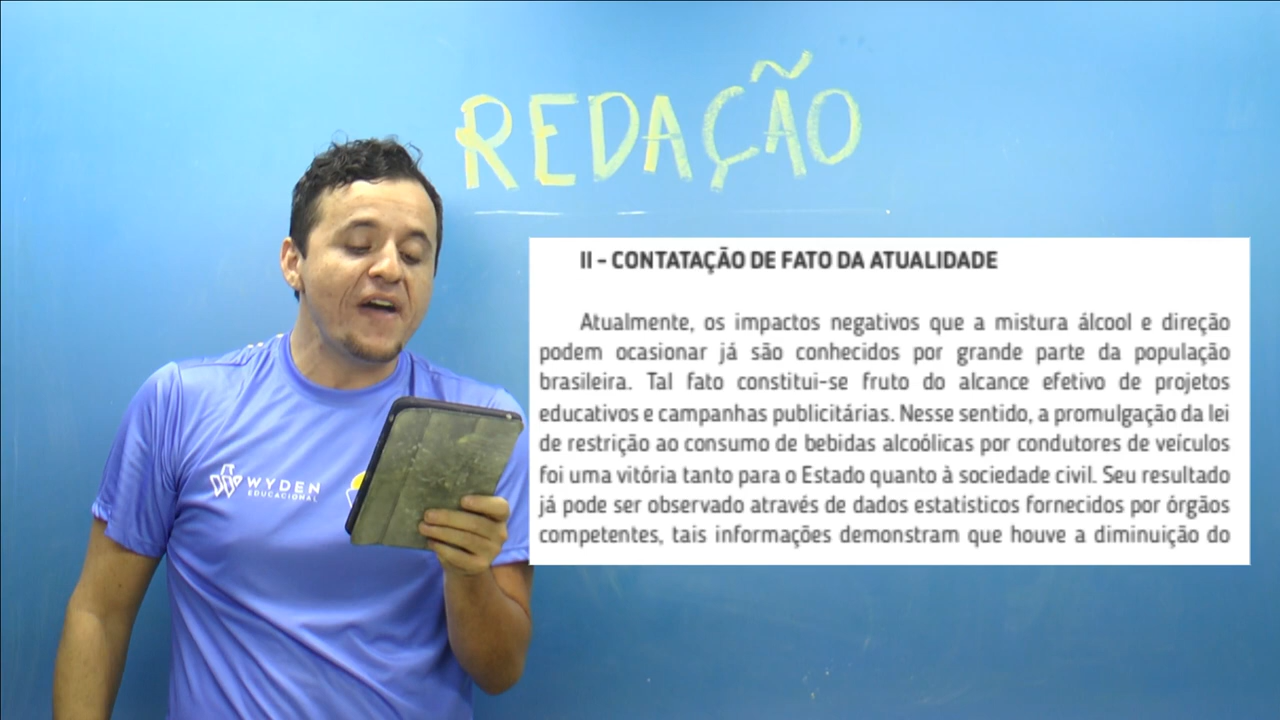 REDAÇÃO
II - CONTATAÇÃO DE FATO DA ATUALIDADE
Atualmente, os impactos negativos que a mistura álcool e direção
podem ocasionar já são conhecidos por grande parte da população
brasileira. Tal fato constitui-se fruto do alcance efetivo de projetos
educativos e campanhas publicitárias. Nesse sentido, a promulgação da lei
de restrição ao consumo de bebidas alcoólicas por condutores de veículos
foi uma vitória tanto para o Estado quanto à sociedade civil. Seu resultado
já pode ser observado através de dados estatísticos fornecidos por órgãos
competentes, tais informações demonstram que houve a diminuição do
WYDEN
EDUCACIONAL